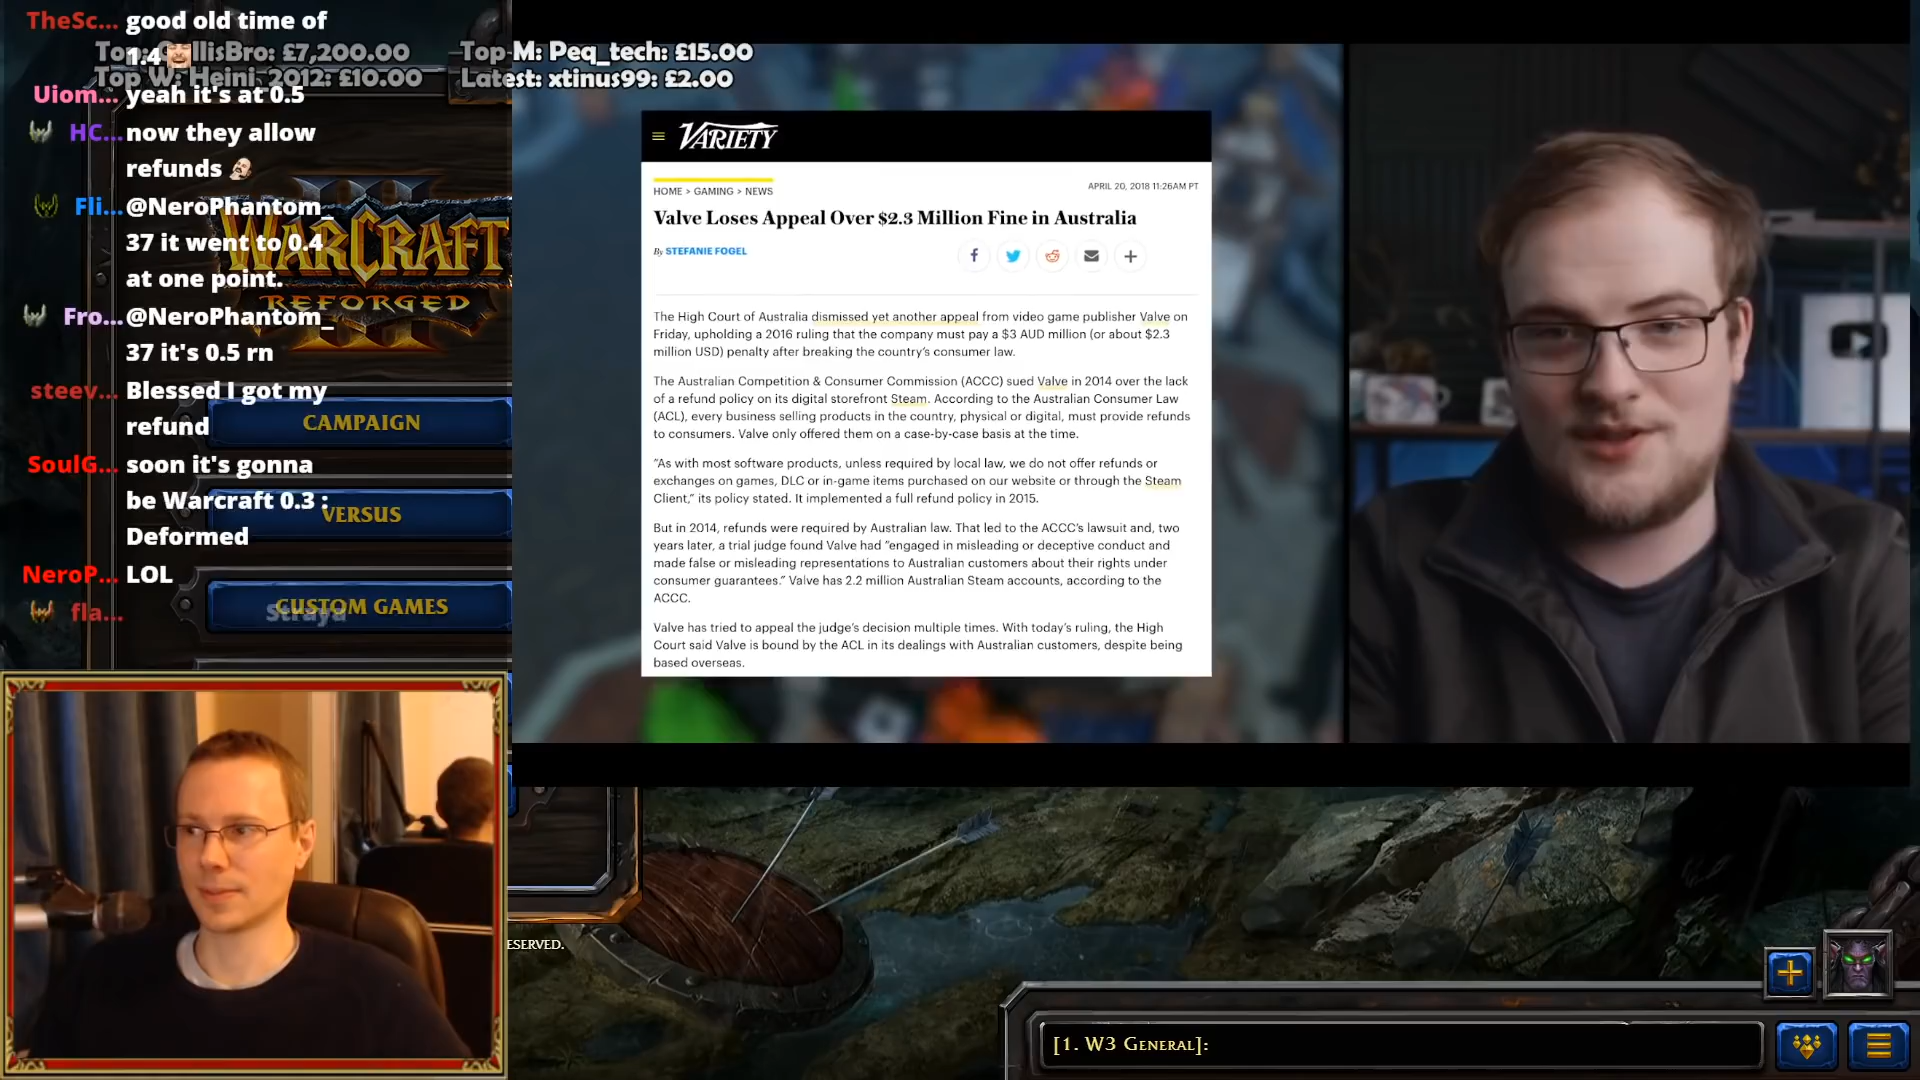 TheSc... good old time of
1.4
Top: GullisBro: £7,200.00
Top W: Heini_2012: £10.00
Top M: Peq_tech: £15.00
Latest: xtinus99: £2.00
Uiom... yeah it's at 0.5
HC... now they allow
refunds
Fli... @NeroPhantom_
37 it went to 0.4
at one point.
Fro... @NeroPhantom_
37 it's 0.5 rn
steev... Blessed I got my
refund
SoulG... soon it's gonna
be Warcraft 0.3 :
Deformed
NeroP... LOL
fla...
Straya
WARCRAFT
III
REFORGED
CAMPAIGN
VERSUS
CUSTOM GAMES
VARIETY
HOME > GAMING > NEWS
APRIL 20, 2018 11:26AM PT
Valve Loses Appeal Over $2.3 Million Fine in Australia
By STEFANIE FOGEL
The High Court of Australia dismissed yet another appeal from video game publisher Valve on
Friday, upholding a 2016 ruling that the company must pay a $3 AUD million (or about $2.3
million USD) penalty after breaking the country's consumer law.
The Australian Competition & Consumer Commission (ACCC) sued Valve in 2014 over the lack
of a refund policy on its digital storefront Steam. According to the Australian Consumer Law
(ACL), every business selling products in the country, physical or digital, must provide refunds
to consumers. Valve only offered them on a case-by-case basis at the time.
"As with most software products, unless required by local law, we do not offer refunds or
exchanges on games, DLC or in-game items purchased on our website or through the Steam
Client," its policy stated. It implemented a full refund policy in 2015.
But in 2014, refunds were required by Australian law. That led to the ACCC's lawsuit and, two
years later, a trial judge found Valve had "engaged in misleading or deceptive conduct and
made false or misleading representations to Australian customers about their rights under
consumer guarantees." Valve has 2.2 million Australian Steam accounts, according to the
ACCC.
Valve has tried to appeal the judge's decision multiple times. With today's ruling, the High
Court said Valve is bound by the ACL in its dealings with Australian customers, despite being
based overseas.
ESERVED.
[1. W3 GENERAL]: